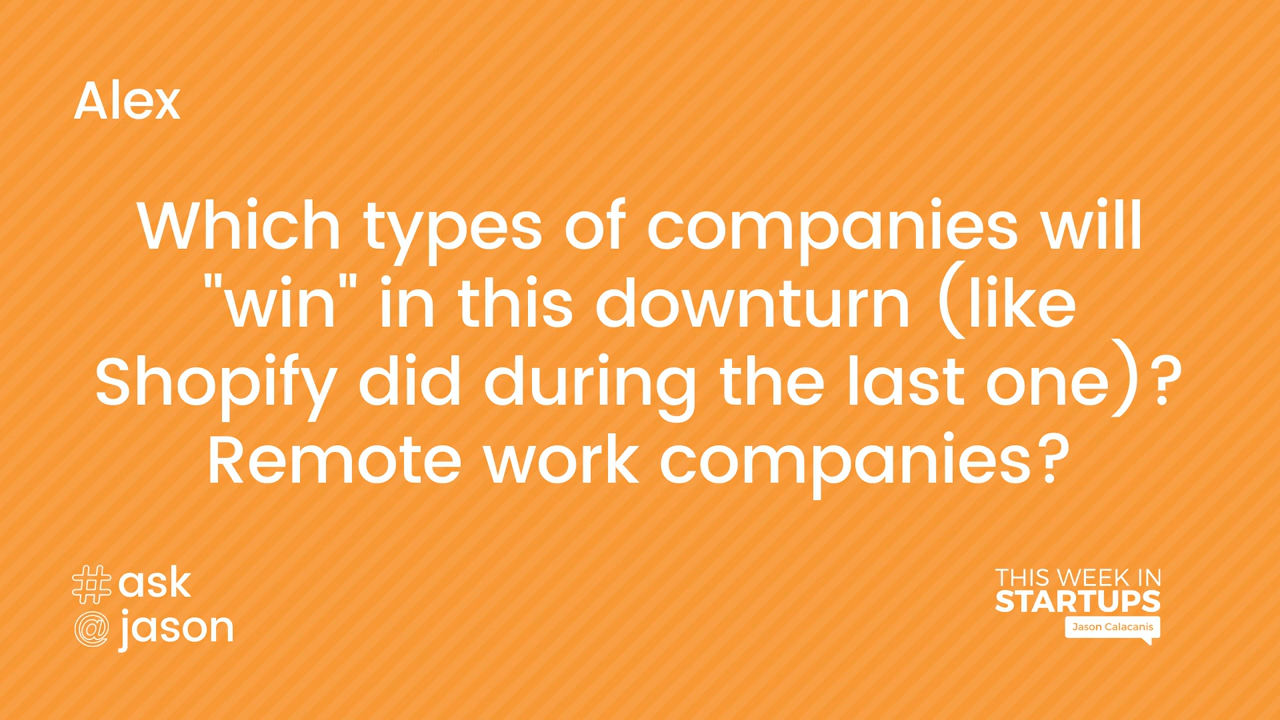 Alex
Which types of companies will
"win" in this downturn (like
Shopify did during the last one)?
Remote work companies?
#ask
@jason
THIS WEEK IN
STARTUPS
Jason Calacanis